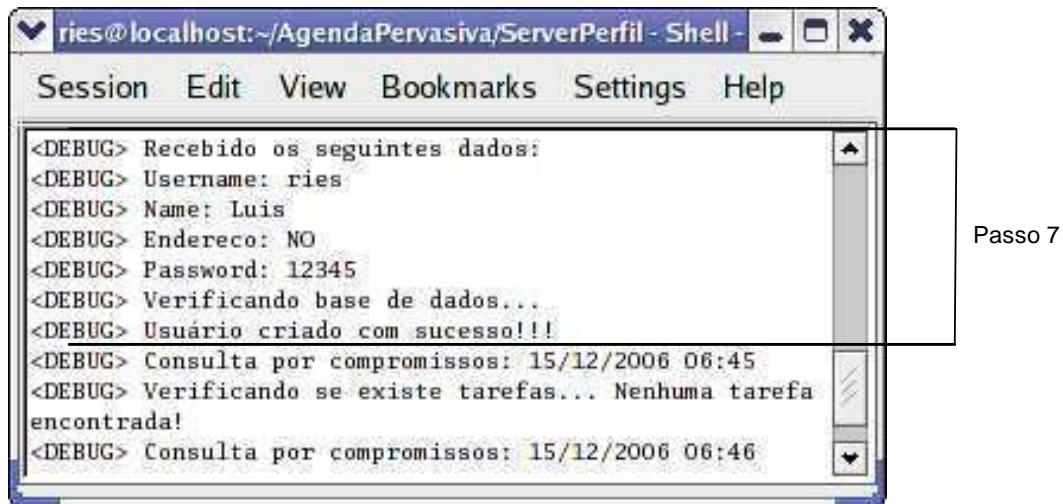 ries@localhost:~/AgendaPervasiva/ServerPerfil - Shell -
Session Edit View Bookmarks Settings Help
<DEBUG> Recebido os seguintes dados:
<DEBUG> Username: ries
<DEBUG> Name: Luis
<DEBUG> Endereco: NO
<DEBUG> Password: 12345
<DEBUG> Verificando base de dados...
<DEBUG> Usuário criado com sucesso!!!
<DEBUG> Consulta por compromissos: 15/12/2006 06:45
<DEBUG> Verificando se existe tarefas... Nenhuma tarefa
encontrada!
<DEBUG> Consulta por compromissos: 15/12/2006 06:46
Passo 7